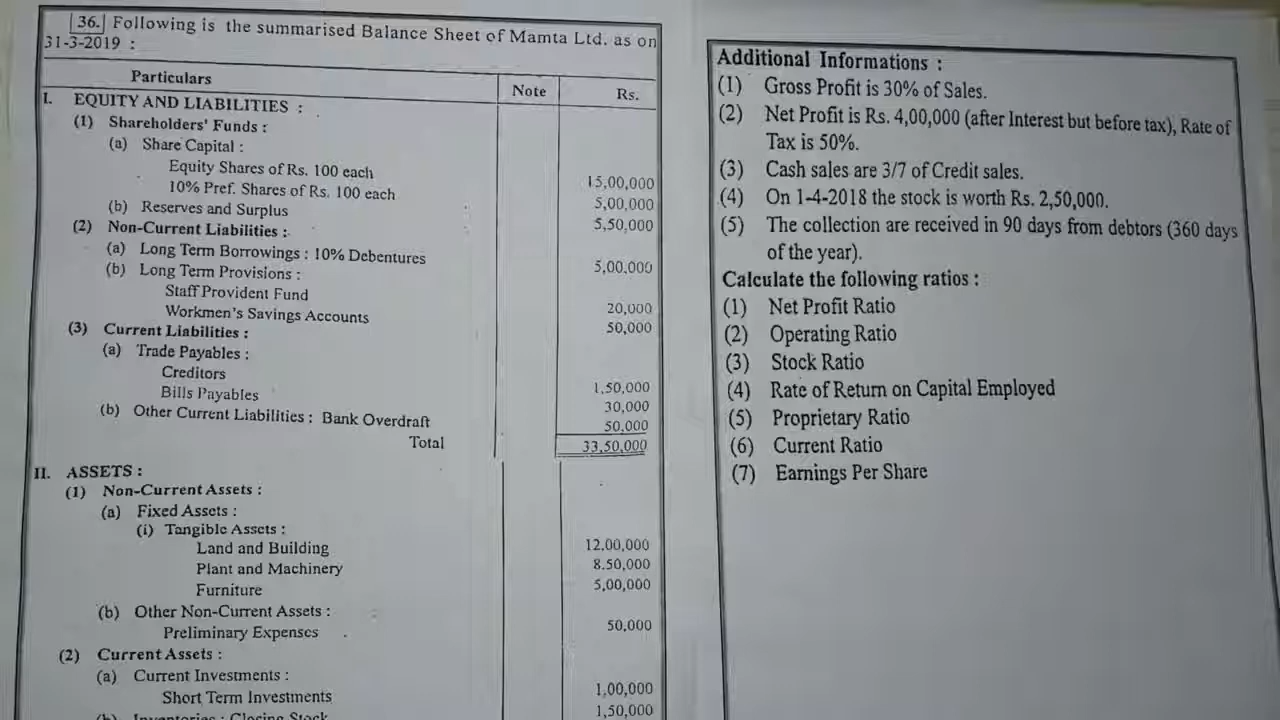 36. Following is the summarised Balance Sheet of Mamta Ltd. as on
31-3-2019 :
Particulars Note Rs.
I. EQUITY AND LIABILITIES :
(1) Shareholders' Funds :
(a) Share Capital :
Equity Shares of Rs. 100 each 15,00,000
10% Pref. Shares of Rs. 100 each 5,00,000
(b) Reserves and Surplus 5,50,000
(2) Non-Current Liabilities :
(a) Long Term Borrowings : 10% Debentures 5,00,000
(b) Long Term Provisions :
Staff Provident Fund 20,000
Workmen's Savings Accounts 50,000
(3) Current Liabilities :
(a) Trade Payables :
Creditors 1,50,000
Bills Payables 30,000
(b) Other Current Liabilities : Bank Overdraft 50,000
Total 33,50,000
II. ASSETS :
(1) Non-Current Assets :
(a) Fixed Assets :
(i) Tangible Assets :
Land and Building 12,00,000
Plant and Machinery 8,50,000
Furniture 5,00,000
(b) Other Non-Current Assets :
Preliminary Expenses 50,000
(2) Current Assets :
(a) Current Investments :
Short Term Investments 1,00,000
(b) Inventories : Closing Stock 1,50,000
Additional Informations :
(1) Gross Profit is 30% of Sales.
(2) Net Profit is Rs. 4,00,000 (after Interest but before tax), Rate of
Tax is 50%.
(3) Cash sales are 3/7 of Credit sales.
(4) On 1-4-2018 the stock is worth Rs. 2,50,000.
(5) The collection are received in 90 days from debtors (360 days
of the year).
Calculate the following ratios :
(1) Net Profit Ratio
(2) Operating Ratio
(3) Stock Ratio
(4) Rate of Return on Capital Employed
(5) Proprietary Ratio
(6) Current Ratio
(7) Earnings Per Share